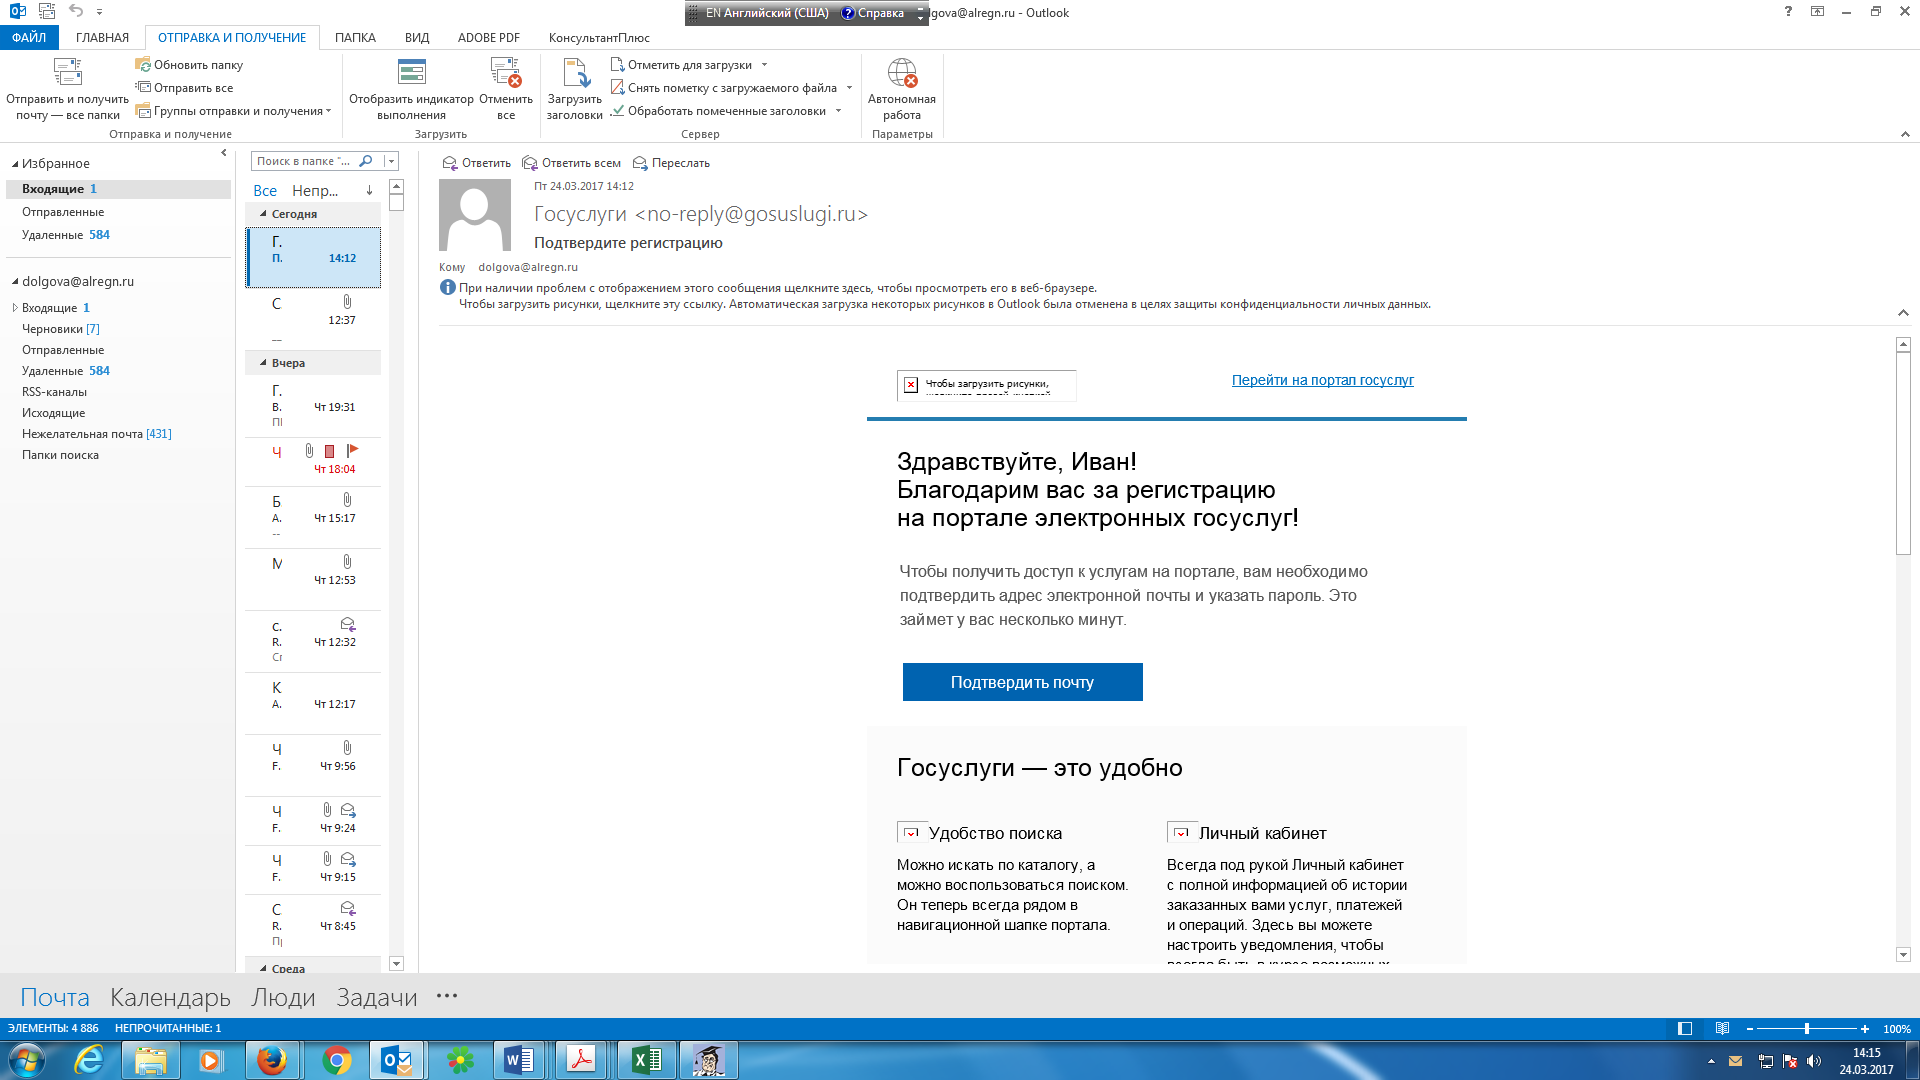 EN Английский (США) Справка
lgova@alregn.ru - Outlook
ФАЙЛ ГЛАВНАЯ ОТПРАВКА И ПОЛУЧЕНИЕ ПАПКА ВИД ADOBE PDF КонсультантПлюс
Отправить и получить
почту — все папки
Обновить папку
Отправить все
Группы отправки и получения
Отправка и получение
Отобразить индикатор
выполнения
Отменить
все
Загрузить
Загрузить
заголовки
Отметить для загрузки
Снять пометку с загружаемого файла
Обработать помеченные заголовки
Сервер
Автономная
работа
Параметры
Избранное
Входящие 1
Отправленные
Удаленные 584
dolgova@alregn.ru
Входящие 1
Черновики [7]
Отправленные
Удаленные 584
RSS-каналы
Исходящие
Нежелательная почта [431]
Папки поиска
Поиск в папке "...
Все Непр...
Сегодня
Г.
П. 14:12
С
12:37
Вчера
Г.
В. Чт 19:31
Ч
Чт 18:04
Б
А. Чт 15:17
--
М
Чт 12:53
с.
R. Чт 12:32
Сг
К
А. Чт 12:17
Ч
F. Чт 9:56
Ч
F. Чт 9:24
Ч
F. Чт 9:15
С
R. Чт 8:45
Среда
Ответить Ответить всем Переслать
Пт 24.03.2017 14:12
Госуслуги <no-reply@gosuslugi.ru>
Подтвердите регистрацию
Кому dolgova@alregn.ru
При наличии проблем с отображением этого сообщения щелкните здесь, чтобы просмотреть его в веб-браузере.
Чтобы загрузить рисунки, щелкните эту ссылку. Автоматическая загрузка некоторых рисунков в Outlook была отменена в целях защиты конфиденциальности личных данных.
Чтобы загрузить рисунки,
Перейти на портал госуслуг
Здравствуйте, Иван!
Благодарим вас за регистрацию
на портале электронных госуслуг!
Чтобы получить доступ к услугам на портале, вам необходимо
подтвердить адрес электронной почты и указать пароль. Это
займет у вас несколько минут.
Подтвердить почту
Госуслуги — это удобно
Удобство поиска
Можно искать по каталогу, а
можно воспользоваться поиском.
Он теперь всегда рядом в
навигационной шапке портала.
Личный кабинет
Всегда под рукой Личный кабинет
с полной информацией об истории
заказанных вами услуг, платежей
и операций. Здесь вы можете
настроить уведомления, чтобы
Почта Календарь Люди Задачи ···
ЭЛЕМЕНТЫ: 4 886 НЕПРОЧИТАННЫЕ: 1
100%
14:15
24.03.2017